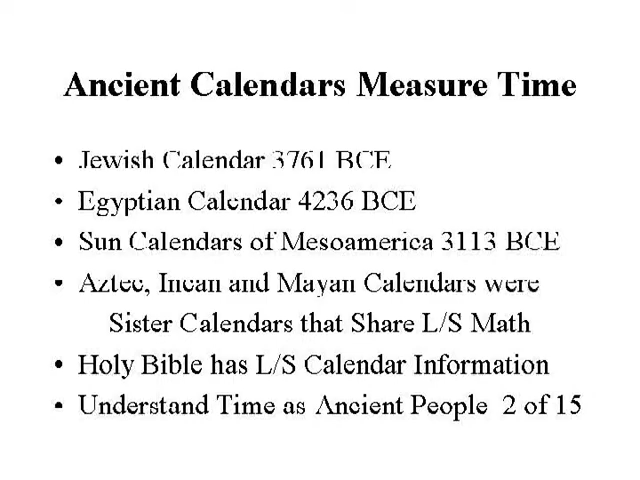 Ancient Calendars Measure Time
• Jewish Calendar 3761 BCE
• Egyptian Calendar 4236 BCE
• Sun Calendars of Mesoamerica 3113 BCE
• Aztec, Incan and Mayan Calendars were
Sister Calendars that Share L/S Math
• Holy Bible has L/S Calendar Information
• Understand Time as Ancient People 2 of 15